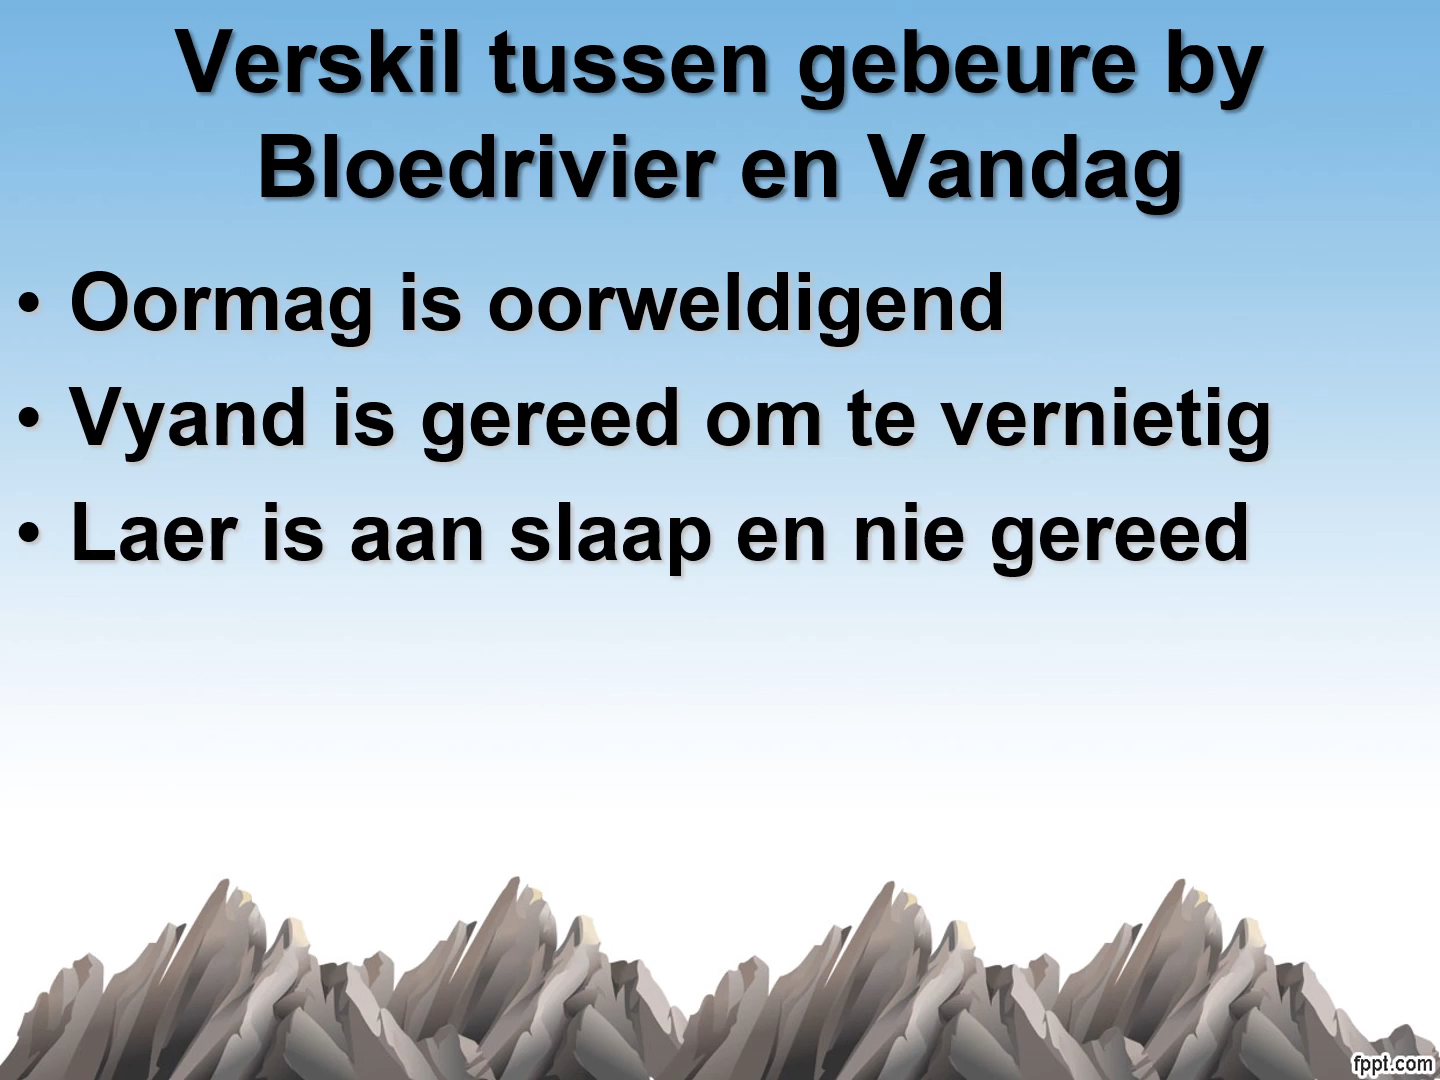 Verskil tussen gebeure by
Bloedrivier en Vandag
• Oormag is oorweldigend
• Vyand is gereed om te vernietig
• Laer is aan slaap en nie gereed
fppt.com